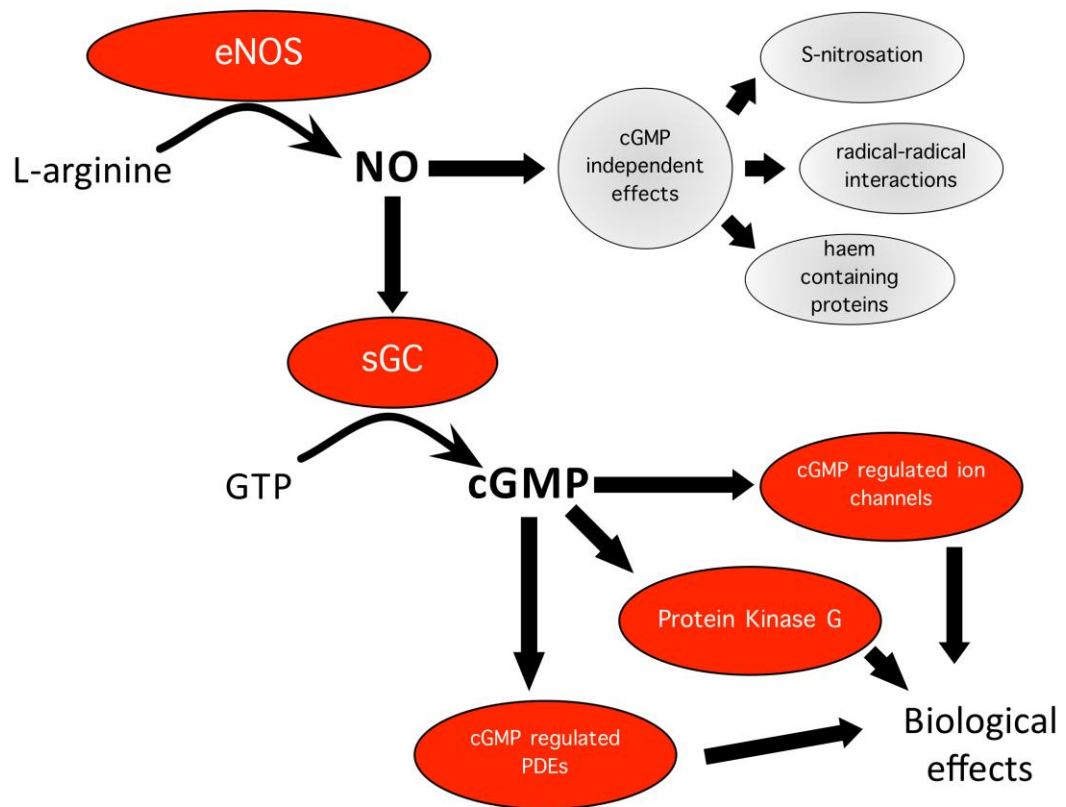 eNOS
S-nitrosation
L-arginine
NO
cGMP
independent
effects
radical-radical
interactions
haem
containing
proteins
sGC
GTP
cGMP
cGMP regulated ion
channels
Protein Kinase G
cGMP regulated
PDEs
Biological
effects